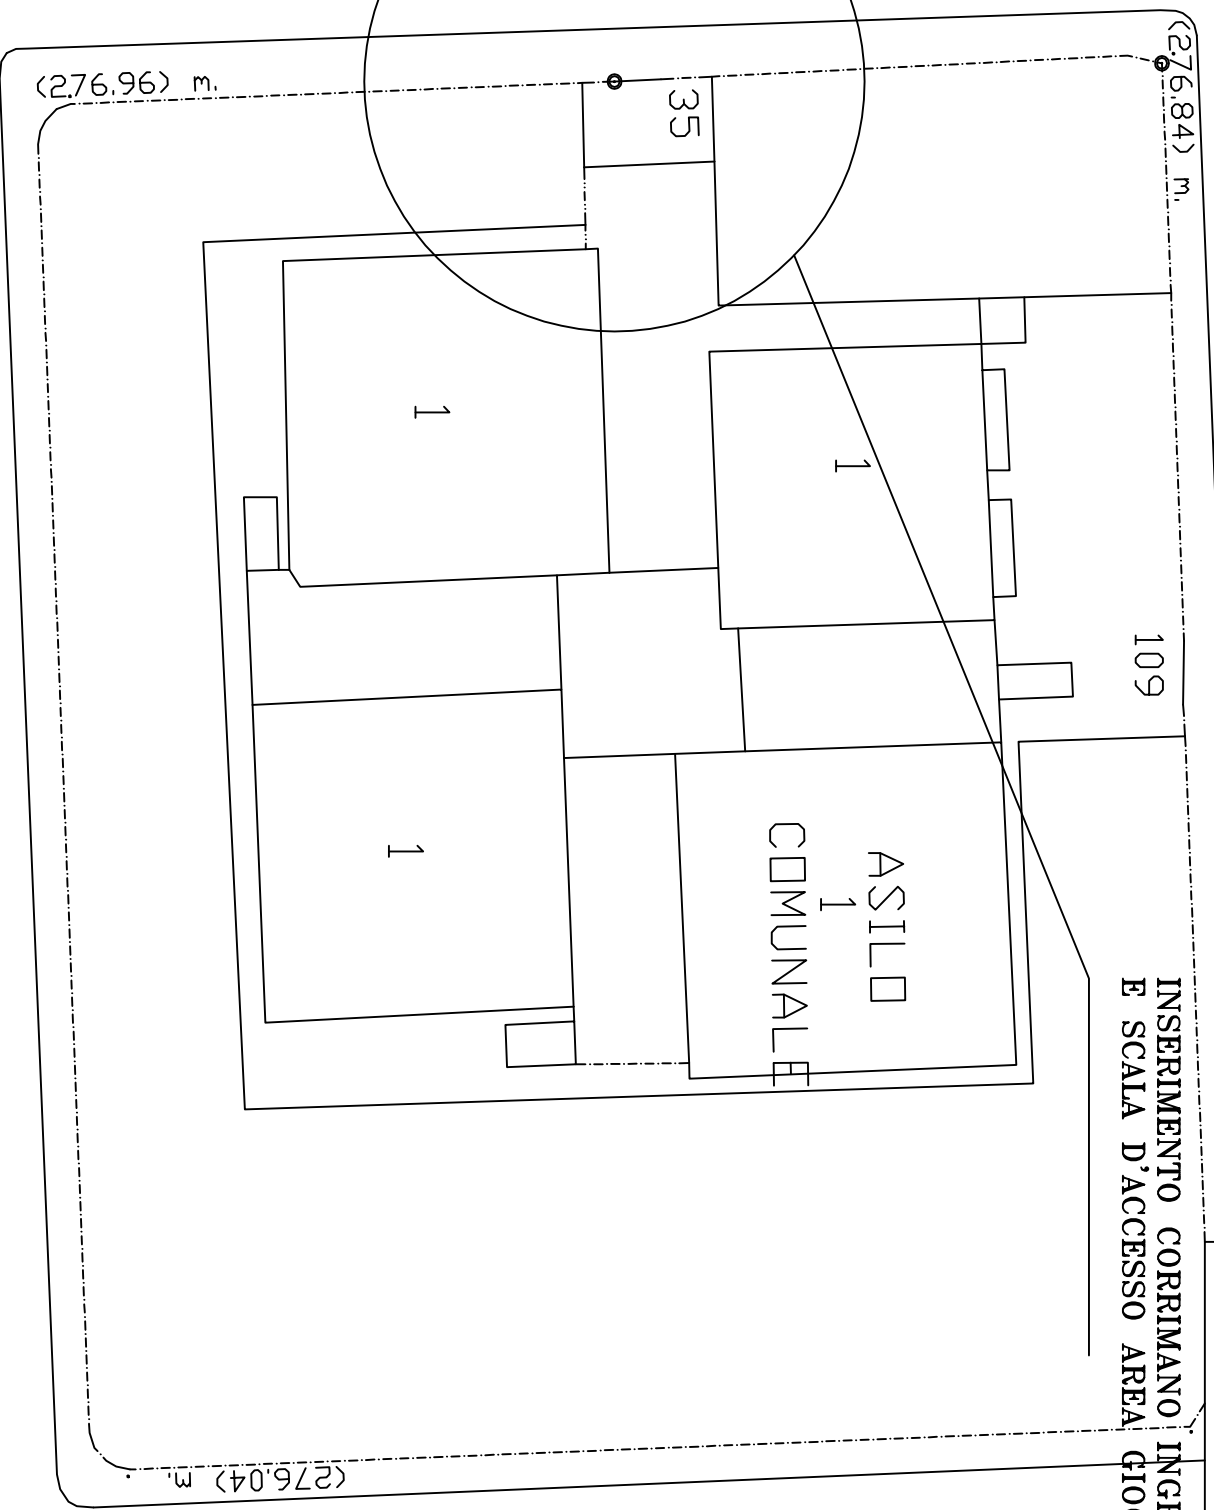 (276.96) m.
(276.84) m.
35
1
1
109
1
ASILO
1
COMUNALE
INSERIMENTO CORRIMANO
E SCALA D'ACCESSO AREA
(276.04) m.